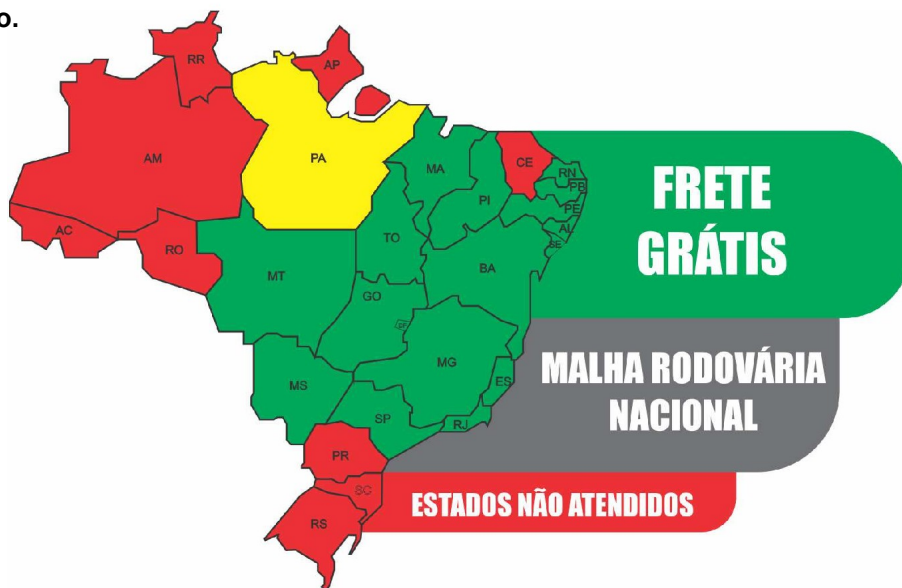 o.
RR
AP
AM
PA
MA
CE
RN
PB
PI
PE
AL
SE
AC
RO
TO
BA
MT
GO
DF
MG
ES
MS
SP
RJ
PR
SC
RS
FRETE
GRÁTIS
MALHA RODOVÁRIA
NACIONAL
ESTADOS NÃO ATENDIDOS